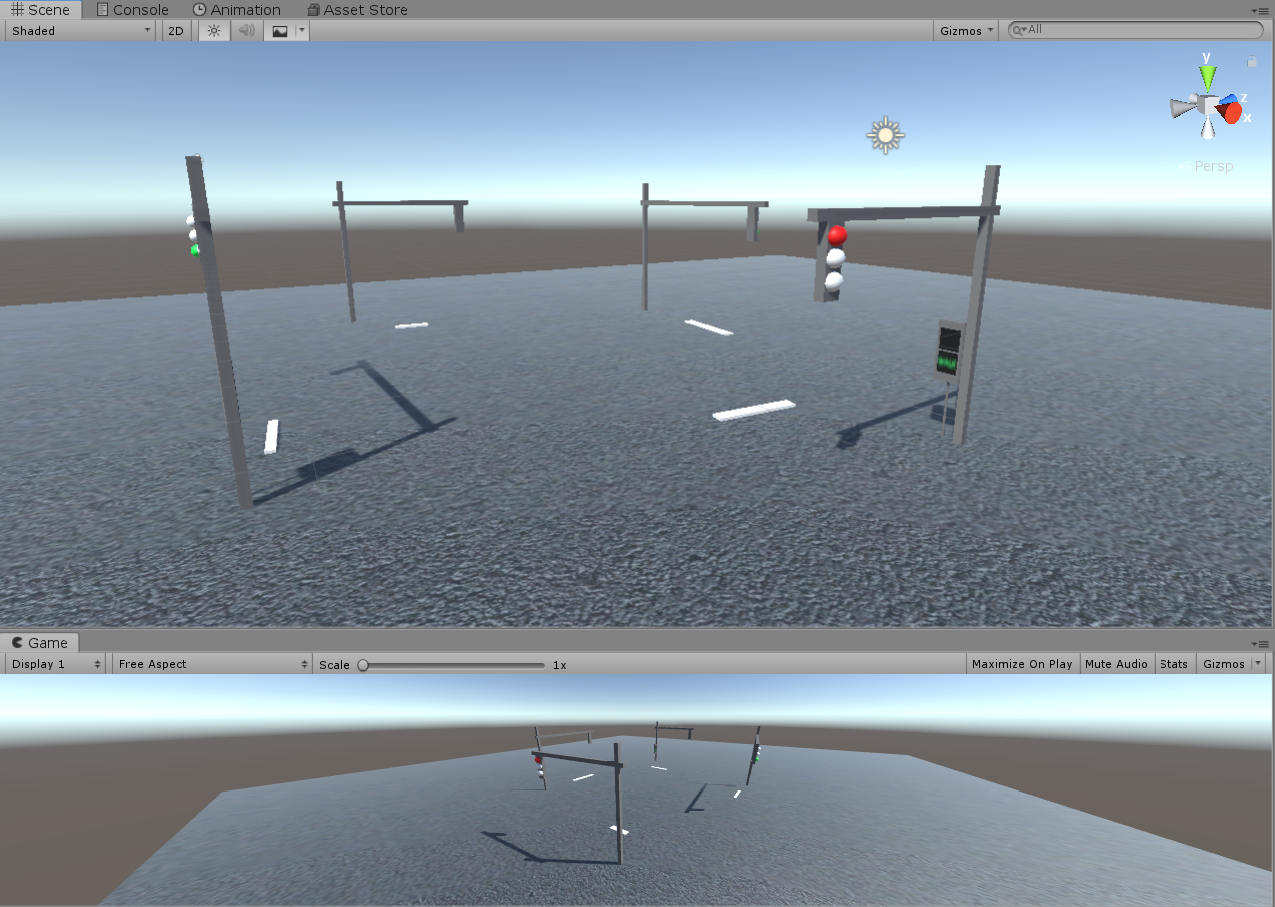 Scene Console Animation Asset Store
Shaded 2D Gizmos All
y
z
x
Persp
Game
Display 1 Free Aspect Scale 1x Maximize On Play Mute Audio Stats Gizmos